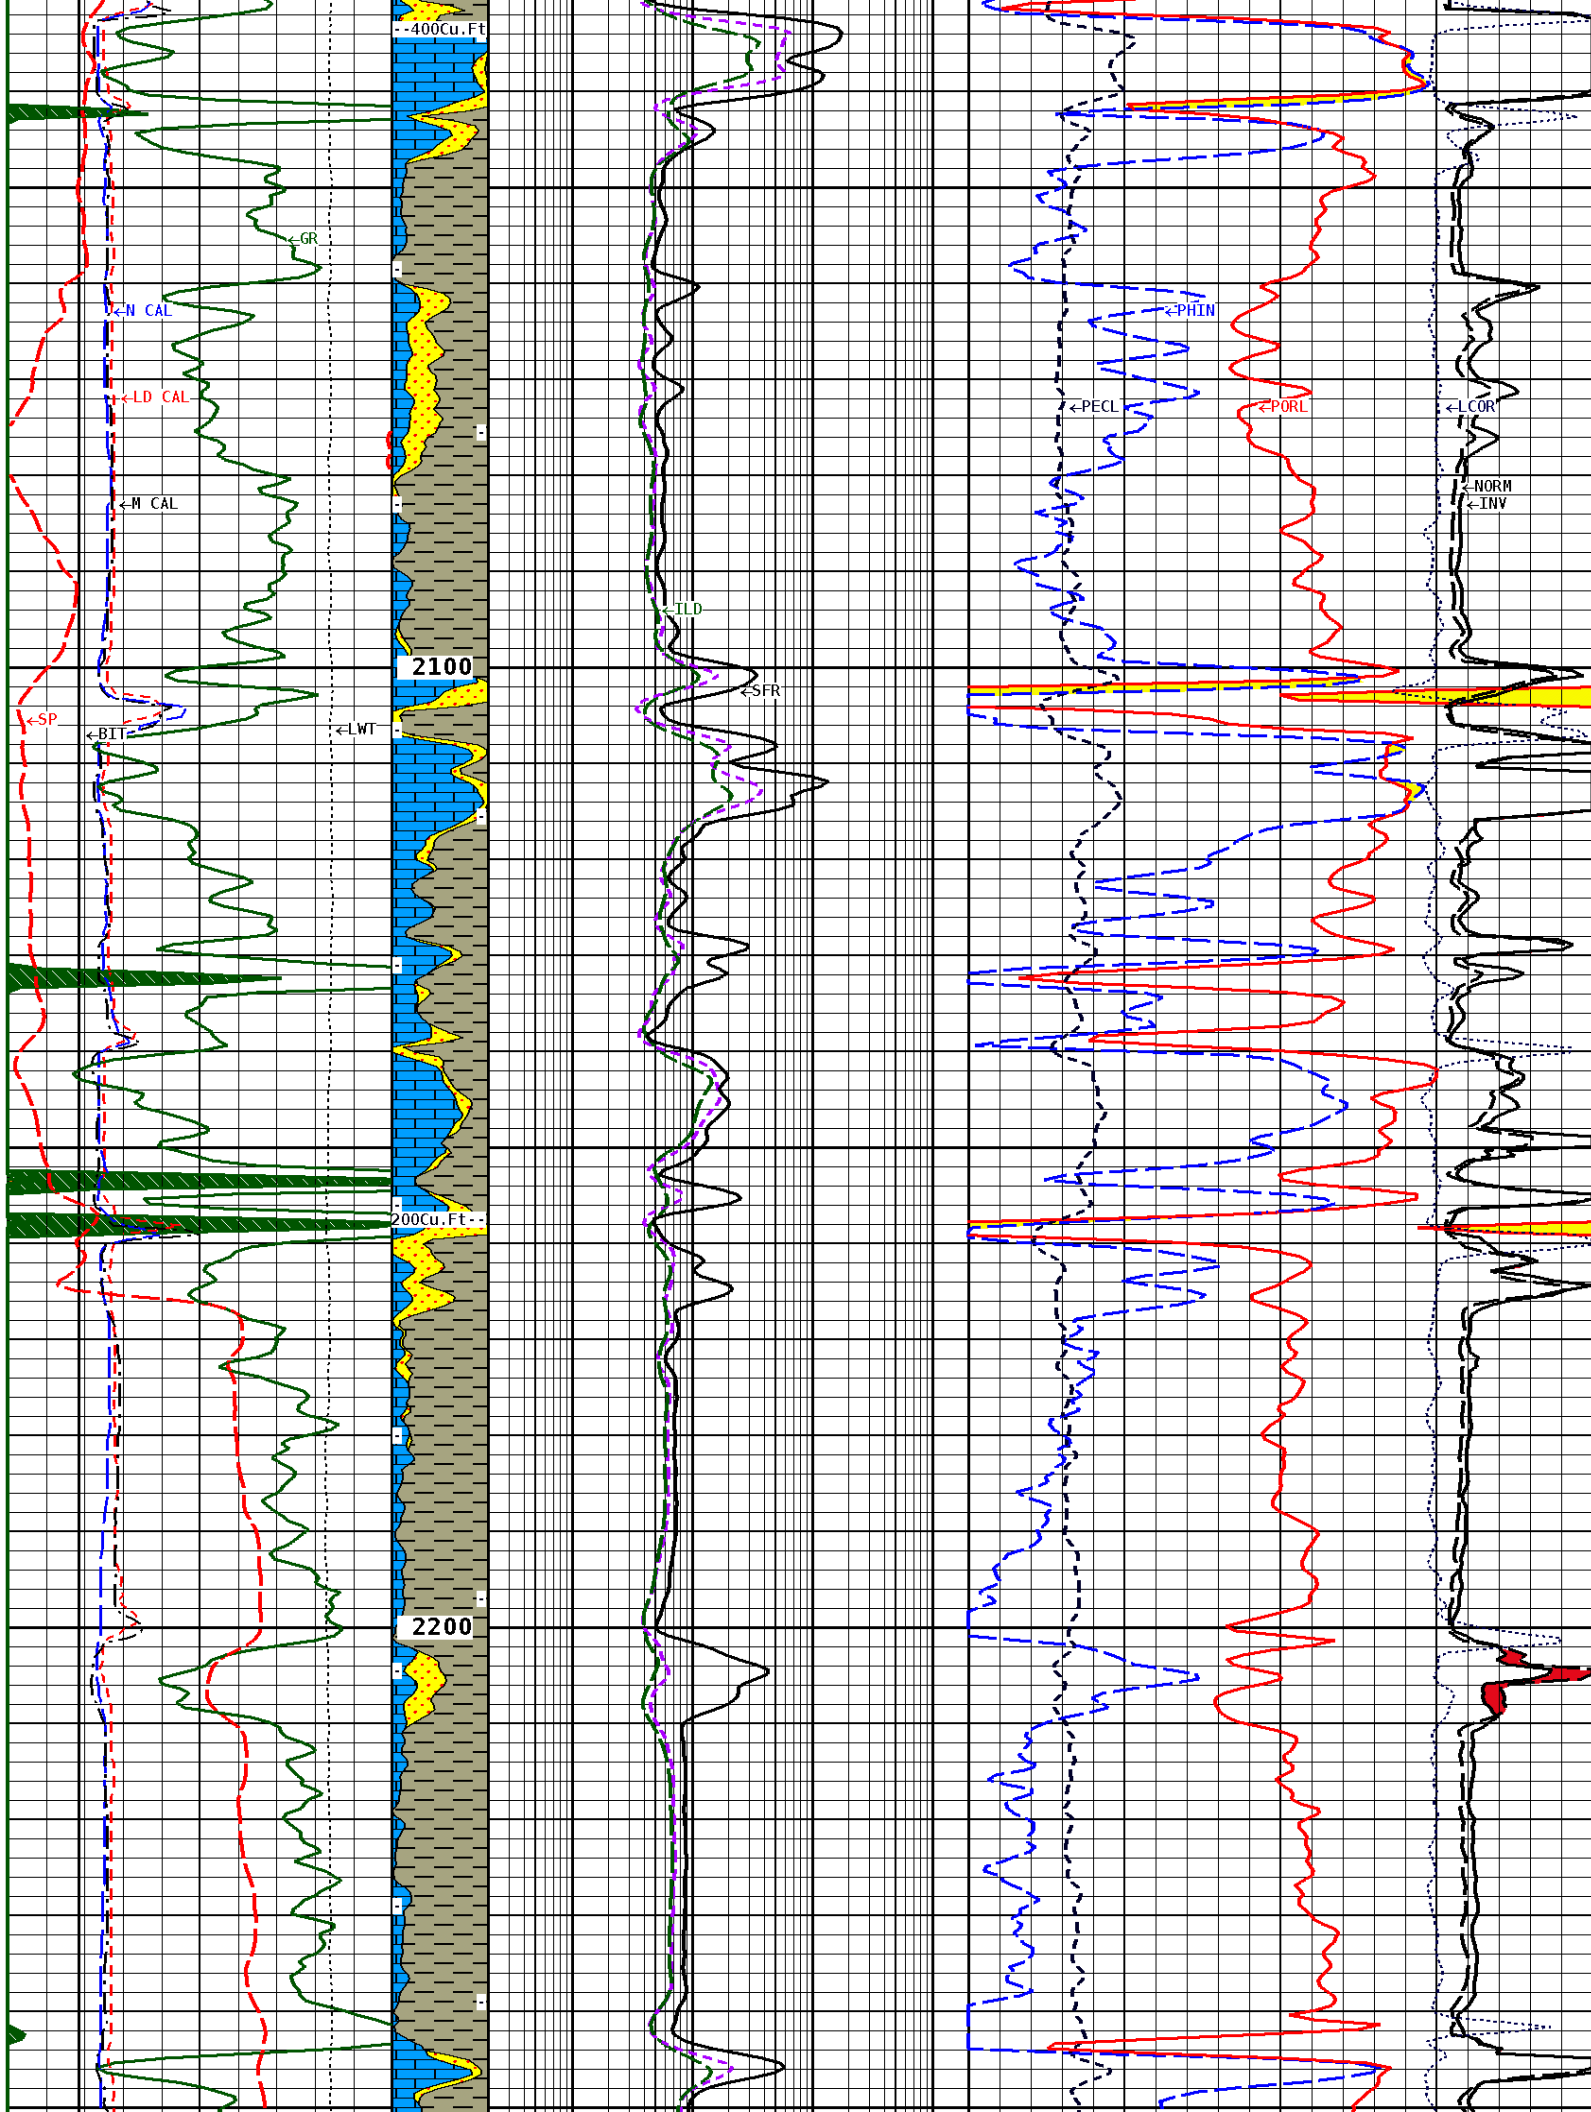 --400Cu.Ft
←GR
←N CAL
←PHIN
←LD CAL
←PECL
←PORL
←LCOR
←NORM
←M CAL
←INV
←ILD
2100
←SFR
←SP
←BIT
←LWT
200Cu.Ft--
2200